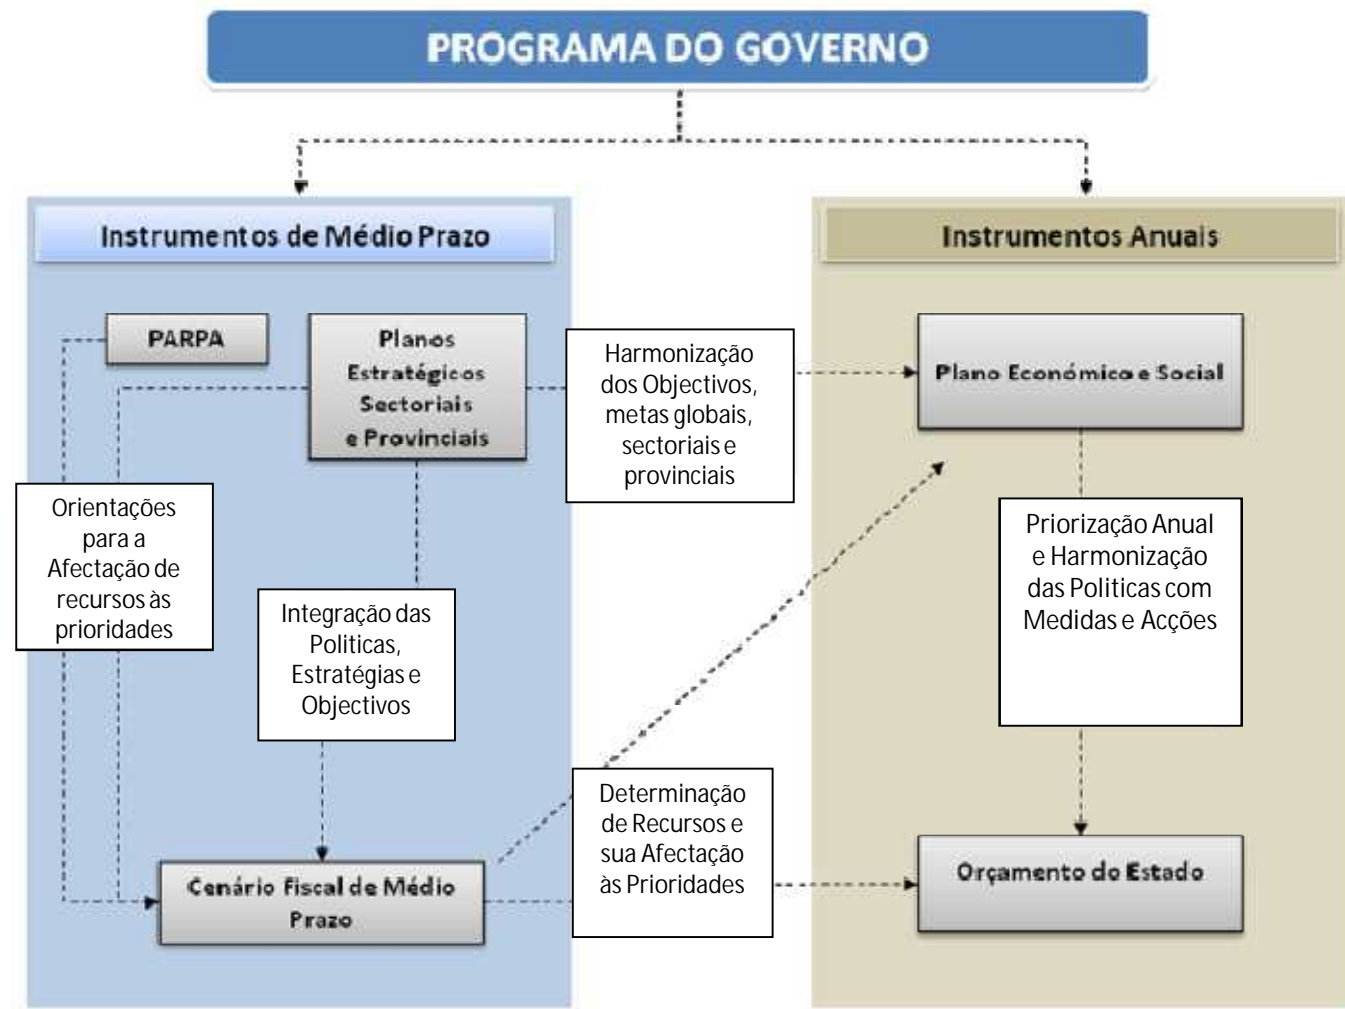 PROGRAMA DO GOVERNO
Instrumentos de Médio Prazo
Instrumentos Anuais
PARPA
Planos
Estratégicos
Sectoriais
e Provinciais
Harmonização
dos Objectivos,
metas globais,
sectoriais e
provinciais
Plano Económico e Social
Orientações
para a
Afectação de
recursos às
prioridades
Integração das
Politicas,
Estratégias e
Objectivos
Priorização Anual
e Harmonização
das Politicas com
Medidas e Acções
Determinação
de Recursos e
sua Afectação
às Prioridades
Cenário Fiscal de Médio
Prazo
Orçamento do Estado